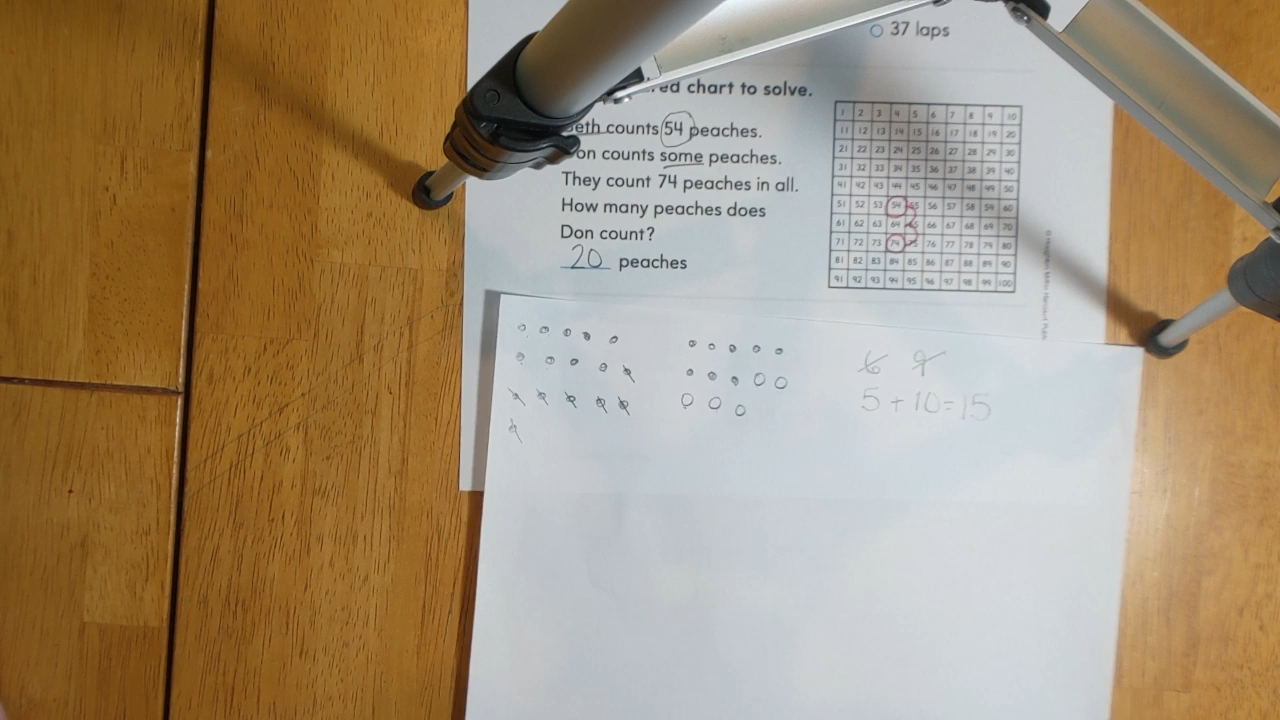 37 laps
chart to solve.
counts 54 peaches.
counts some peaches.
They count 74 peaches in all.
How many peaches does
Don count?
20 peaches
1 2 3 4 5 6 7 8 9 10
11 12 13 14 15 16 17 18 19 20
21 22 23 24 25 26 27 28 29 30
31 32 33 34 35 36 37 38 39 40
41 42 43 44 45 46 47 48 49 50
51 52 53 54 55 56 57 58 59 60
61 62 63 64 65 66 67 68 69 70
71 72 73 74 75 76 77 78 79 80
81 82 83 84 85 86 87 88 89 90
91 92 93 94 95 96 97 98 99 100
© Houghton Mifflin Harcourt
6 9
5+10=15